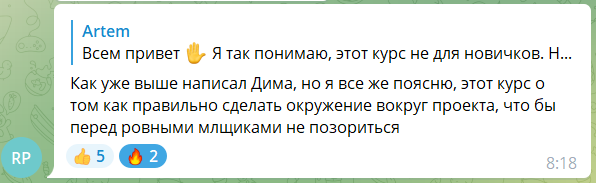 Artem
Всем привет ✋ Я так понимаю, этот курс не для новичков. Н...
Как уже выше написал Дима, но я все же поясню, этот курс о
том как правильно сделать окружение вокруг проекта, что бы
перед ровными млщиками не позориться
RP
👍 5 🔥 2
8:18